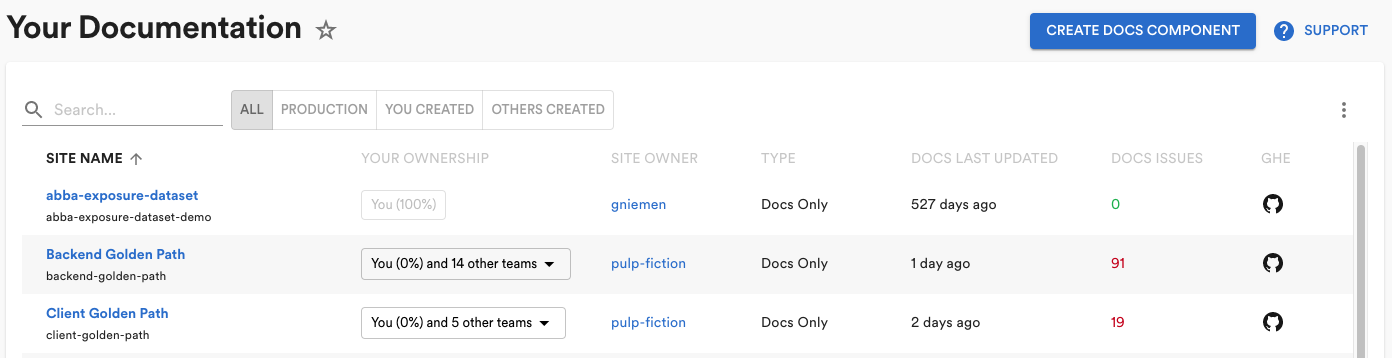 Your Documentation
CREATE DOCS COMPONENT
SUPPORT
Search...
ALL PRODUCTION YOU CREATED OTHERS CREATED
SITE NAME YOUR OWNERSHIP SITE OWNER TYPE DOCS LAST UPDATED DOCS ISSUES GHE
abba-exposure-dataset
abba-exposure-dataset-demo
You (100%) gniemen Docs Only 527 days ago 0
Backend Golden Path
backend-golden-path
You (0%) and 14 other teams pulp-fiction Docs Only 1 day ago 91
Client Golden Path
client-golden-path
You (0%) and 5 other teams pulp-fiction Docs Only 2 days ago 19